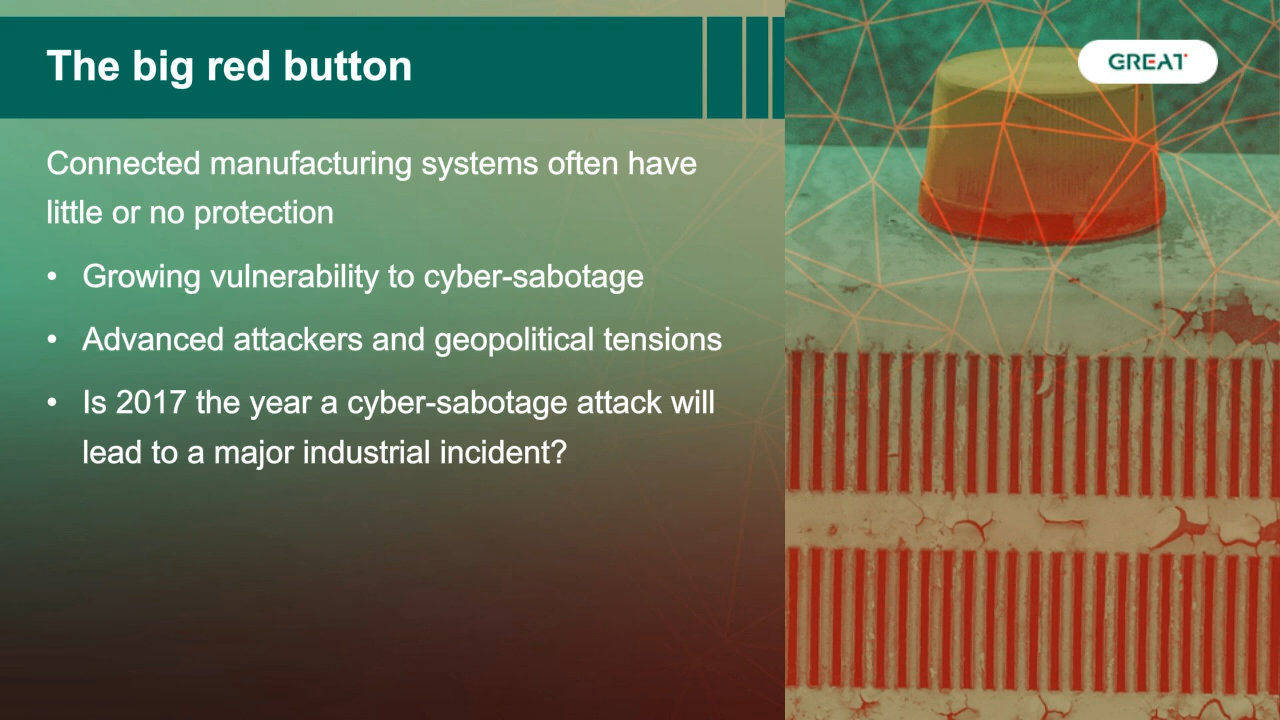 The big red button
GREAT
Connected manufacturing systems often have
little or no protection
• Growing vulnerability to cyber-sabotage
• Advanced attackers and geopolitical tensions
• Is 2017 the year a cyber-sabotage attack will
lead to a major industrial incident?